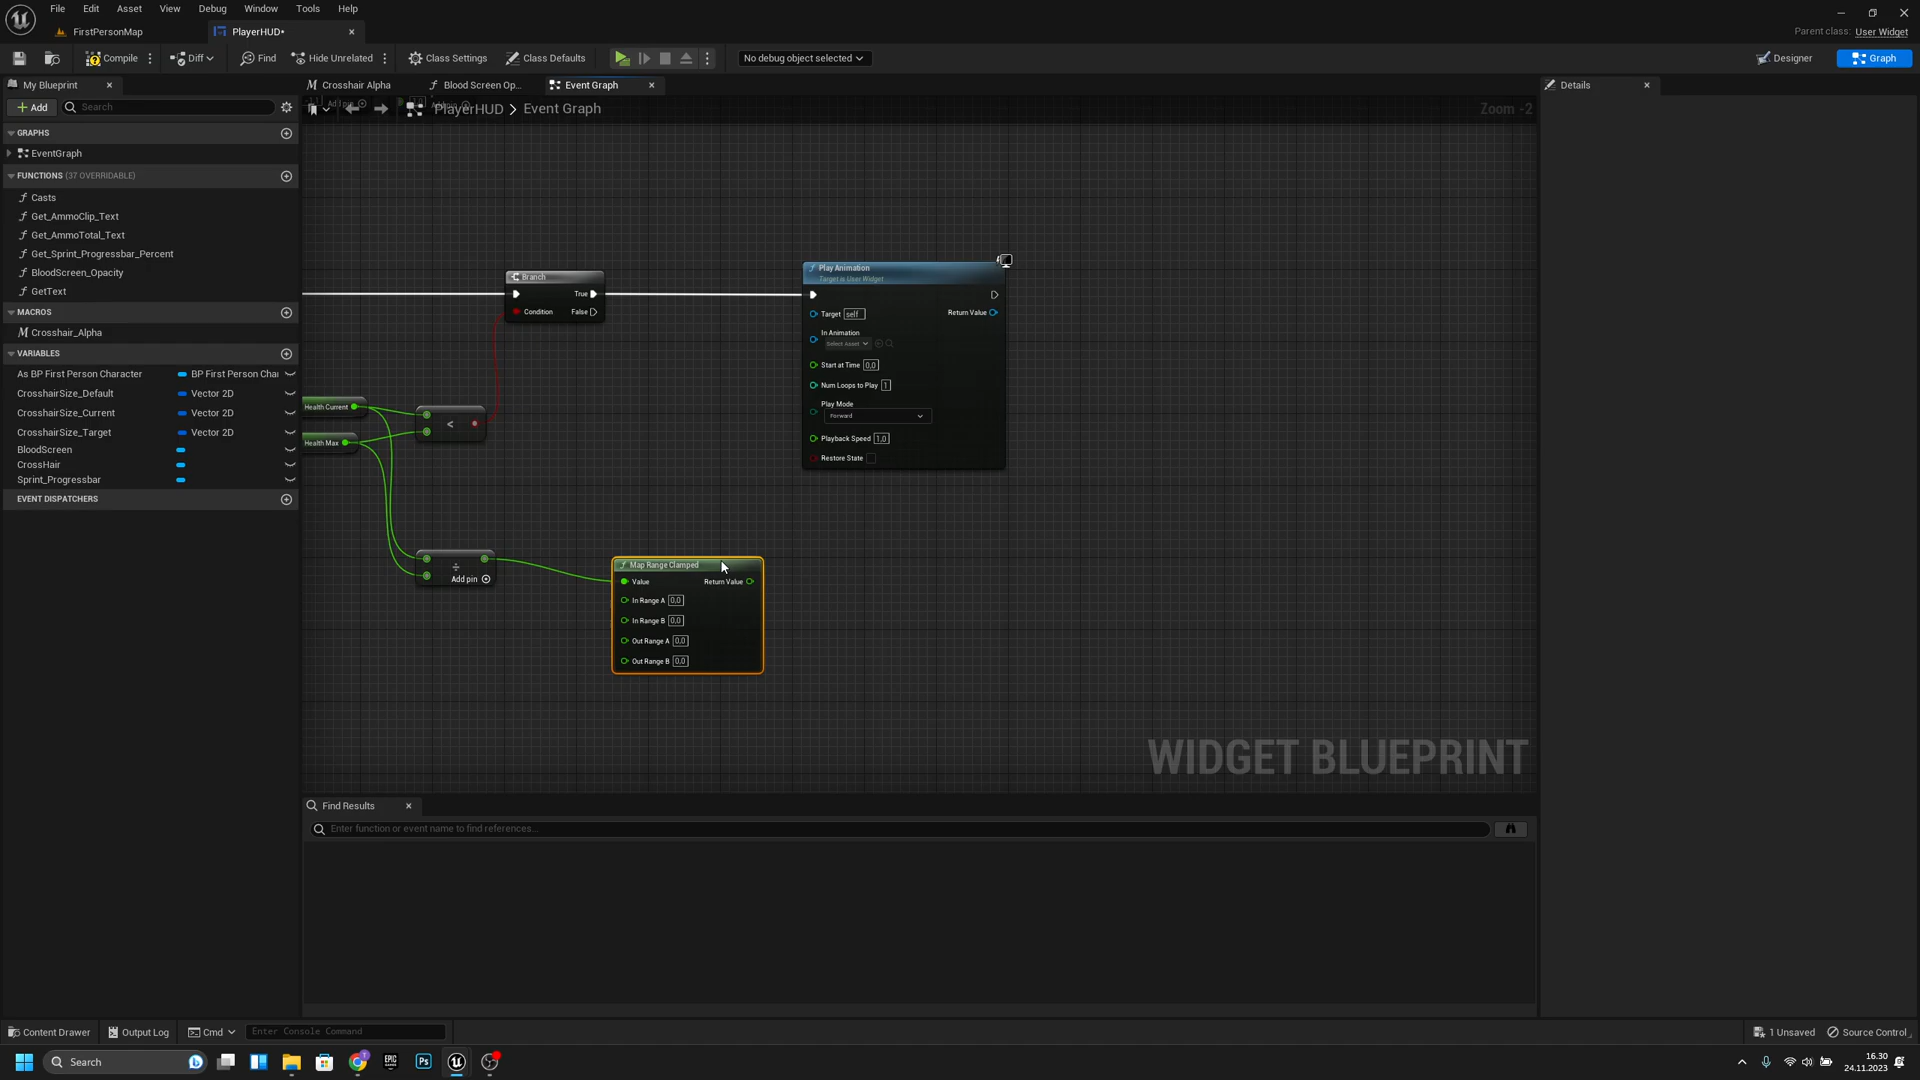 File Edit Asset View Debug Window Tools Help
FirstPersonMap
PlayerHUD*
Parent class: User Widget
Compile
Diff
Find
Hide Unrelated
Class Settings
Class Defaults
No debug object selected
Designer
Graph
My Blueprint
Crosshair Alpha
Blood Screen Op...
Event Graph
Details
Add
Search
PlayerHUD > Event Graph
Zoom -2
GRAPHS
EventGraph
FUNCTIONS (37 OVERRIDABLE)
Casts
Get_AmmoClip_Text
Get_AmmoTotal_Text
Get_Sprint_Progressbar_Percent
BloodScreen_Opacity
GetText
MACROS
Crosshair_Alpha
VARIABLES
As BP First Person Character BP First Person Cha
CrosshairSize_Default Vector 2D
CrosshairSize_Current Vector 2D
CrosshairSize_Target Vector 2D
BloodScreen
CrossHair
Sprint_Progressbar
EVENT DISPATCHERS
Branch
True
Condition False
Health Current
Health Max
<
÷
Add pin
Play Animation
Target is User Widget
Target self
Return Value
In Animation
Select Asset
Start at Time 0,0
Num Loops to Play 1
Play Mode
Forward
Playback Speed 1,0
Restore State
Map Range Clamped
Value Return Value
In Range A 0,0
In Range B 0,0
Out Range A 0,0
Out Range B 0,0
WIDGET BLUEPRINT
Find Results
Enter function or event name to find references...
Content Drawer
Output Log
Cmd
Enter Console Command
1 Unsaved
Source Control
Search
EPIC
Ps
16.30
24.11.2023